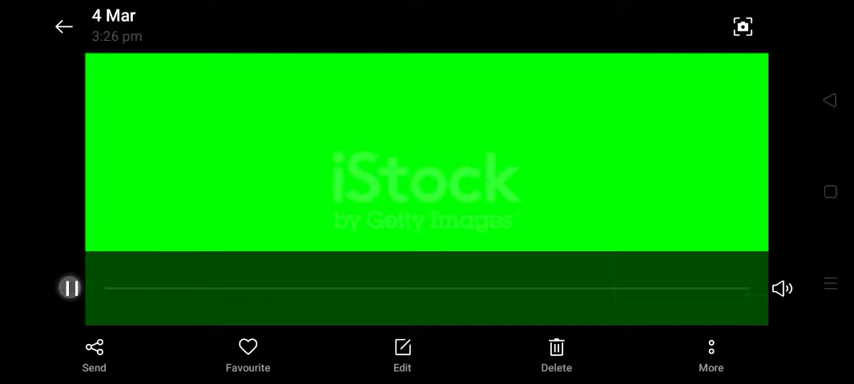 4 Mar
3:26 pm
iStock
by Getty Images
Send
Favourite
Edit
Delete
More